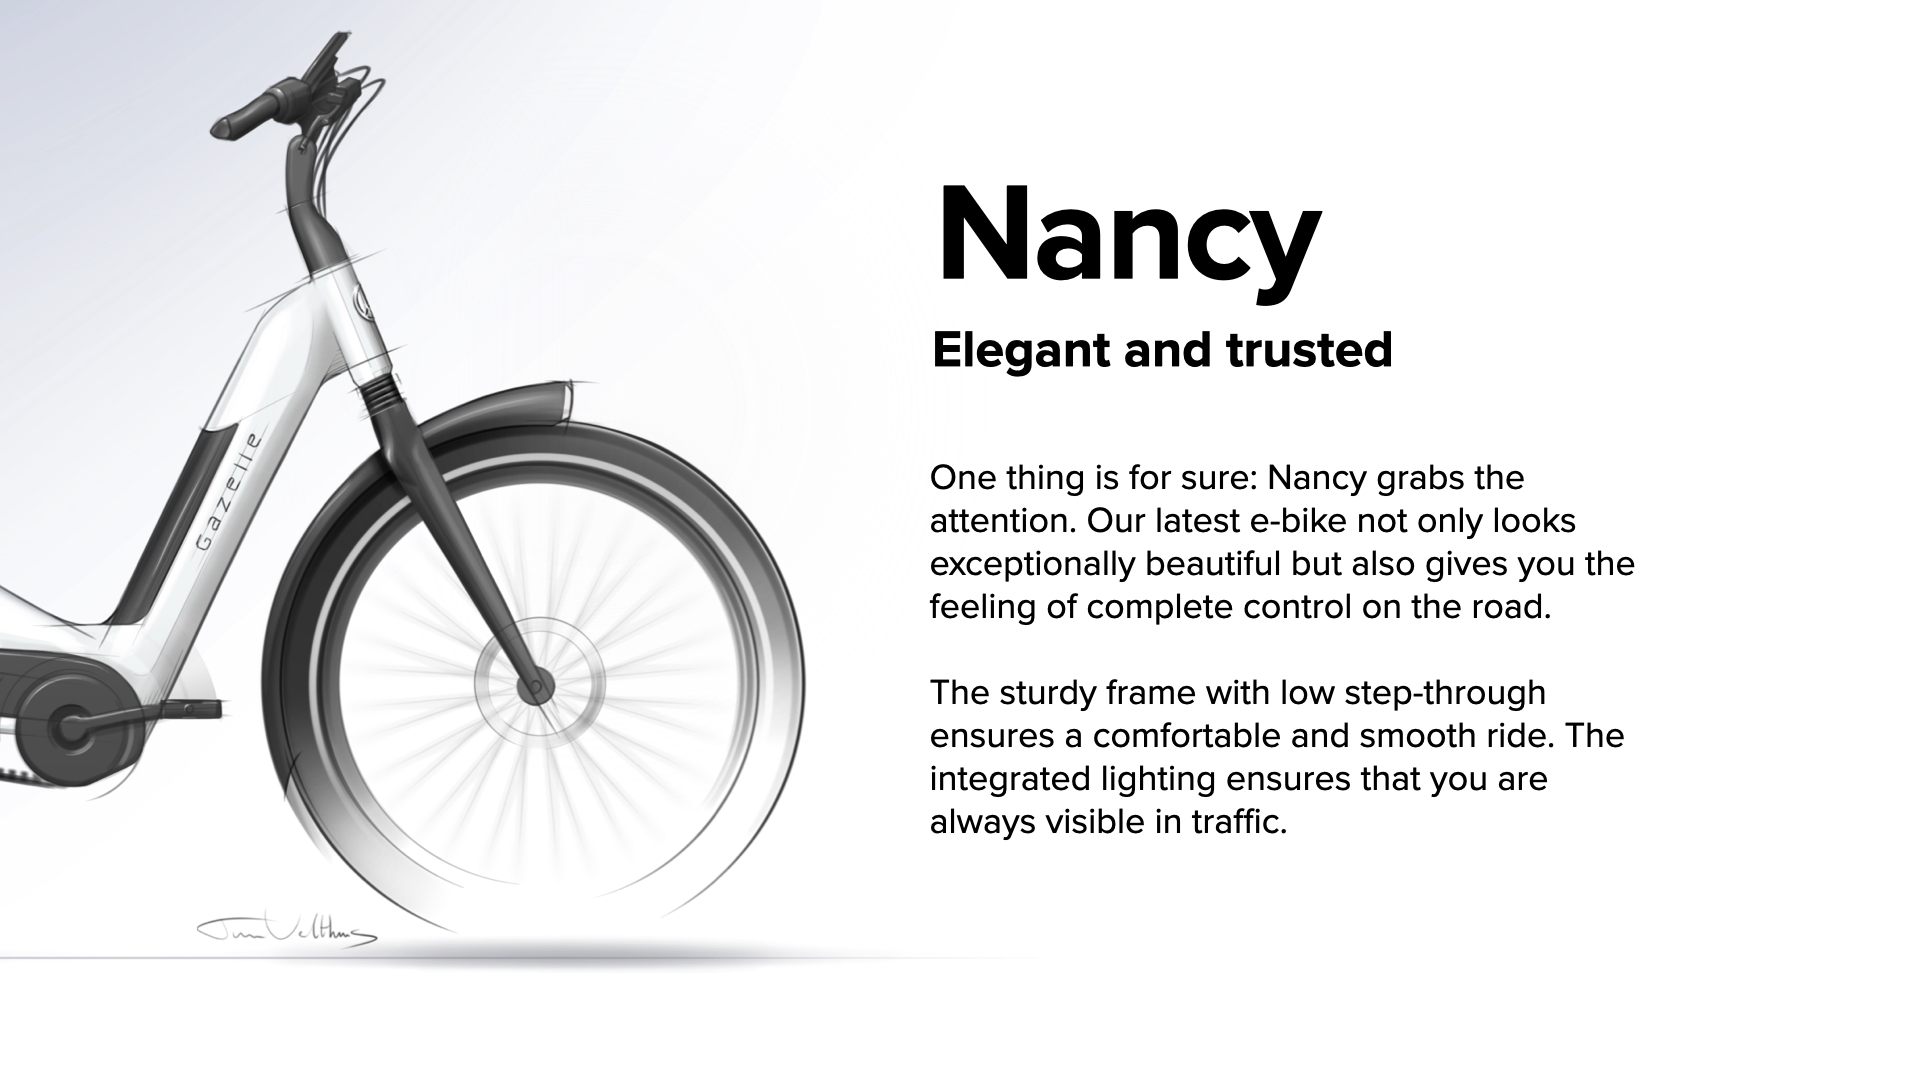 Nancy
Elegant and trusted
One thing is for sure: Nancy grabs the
attention. Our latest e-bike not only looks
exceptionally beautiful but also gives you the
feeling of complete control on the road.
The sturdy frame with low step-through
ensures a comfortable and smooth ride. The
integrated lighting ensures that you are
always visible in traffic.
Gazelle